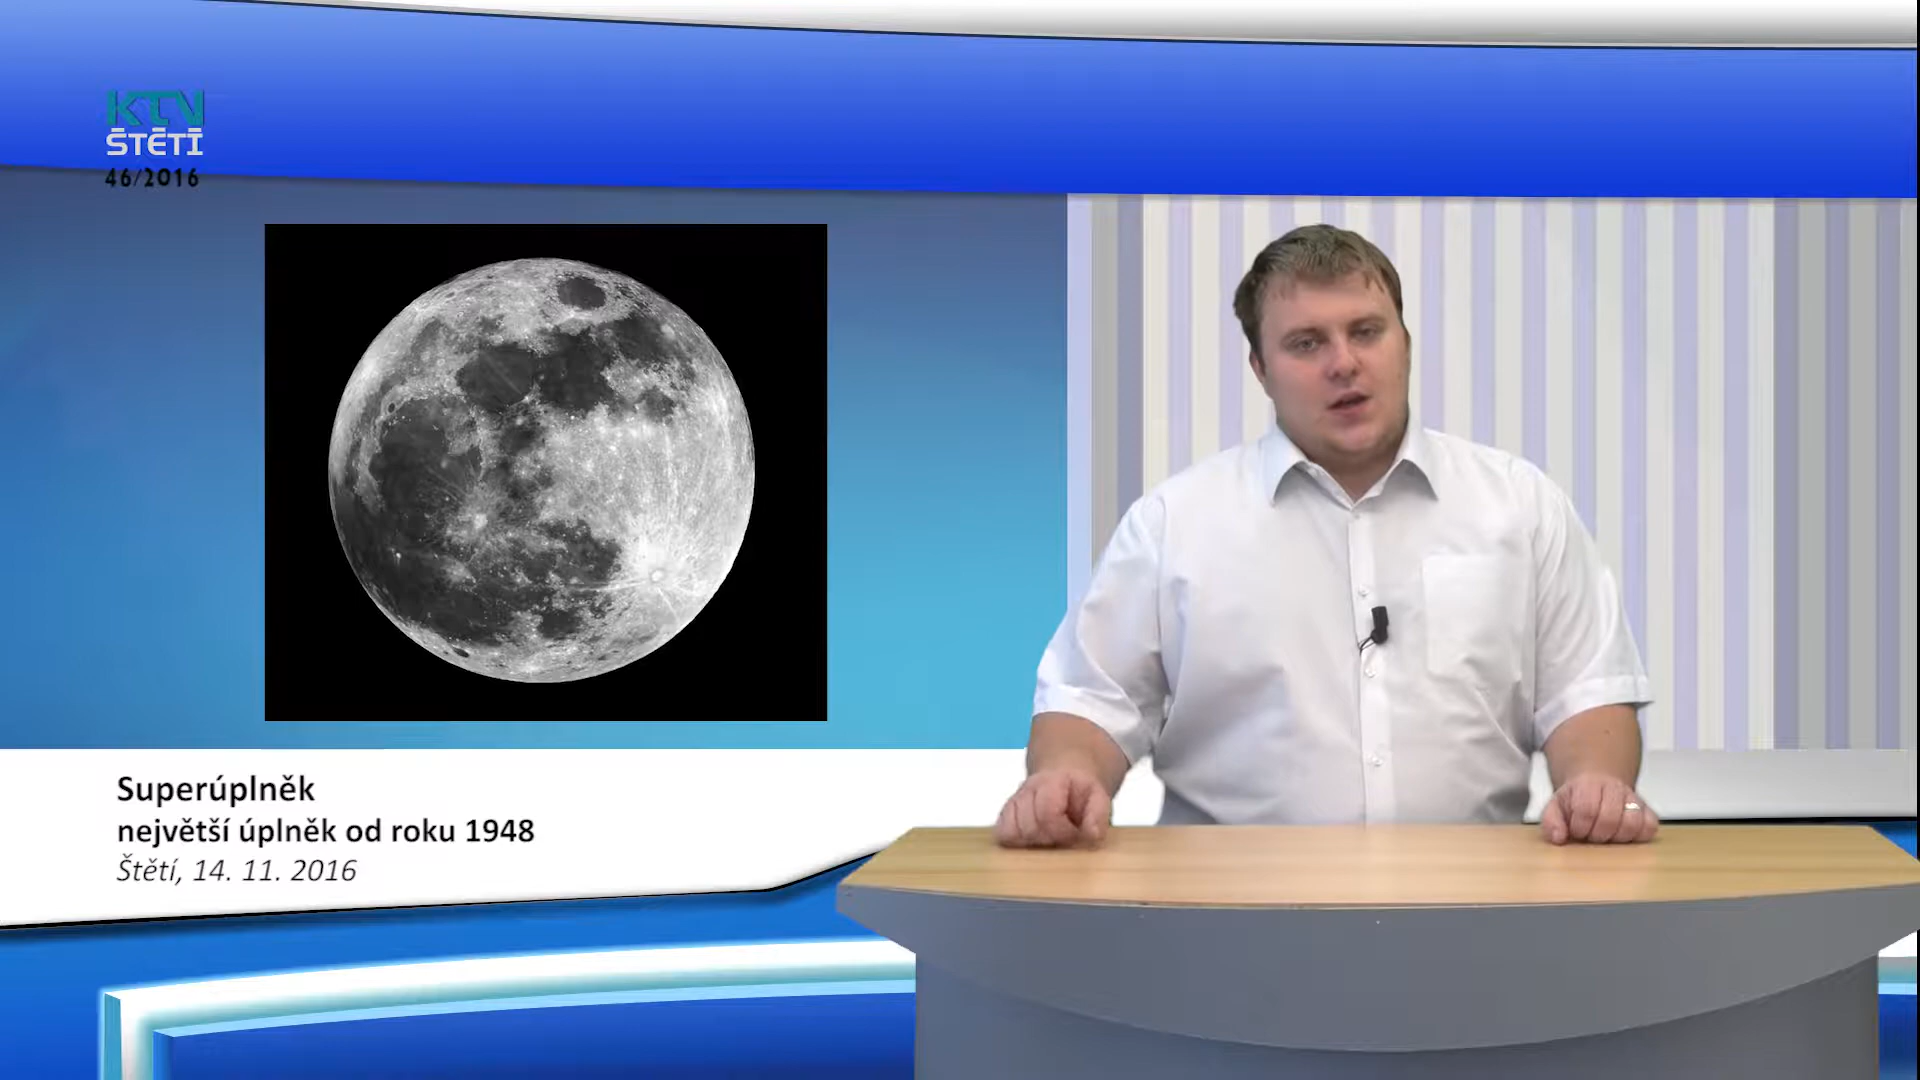 KTV
ŠTĚTÍ
46/2016
Superúplněk
největší úplněk od roku 1948
Štětí, 14. 11. 2016